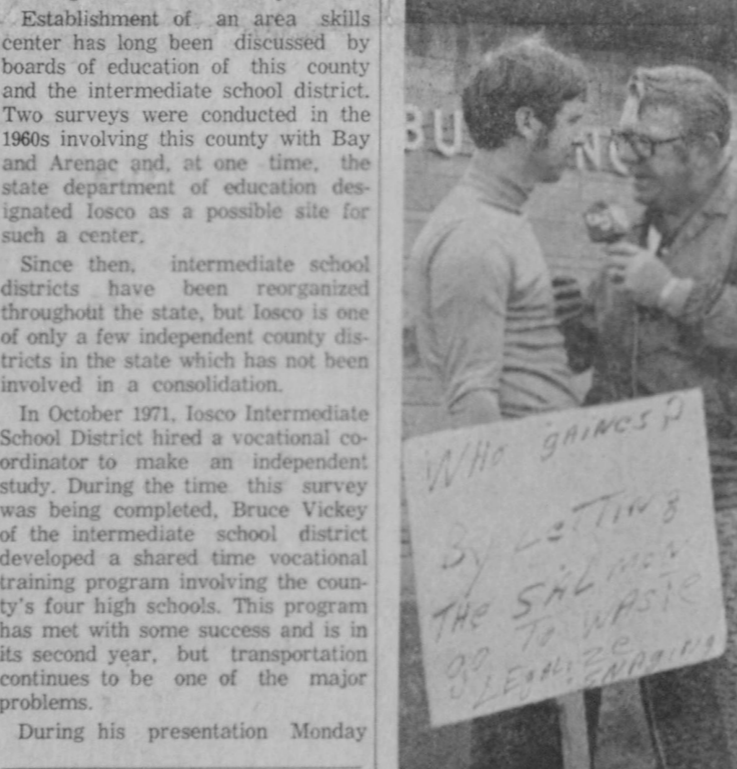 Establishment of an area skills
center has long been discussed by
boards of education of this county
and the intermediate school district.
Two surveys were conducted in the
1960s involving this county with Bay
and Arenac and, at one time, the
state department of education des-
ignated Iosco as a possible site for
such a center.
Since then, intermediate school
districts have been reorganized
throughout the state, but Iosco is one
of only a few independent county dis-
tricts in the state which has not been
involved in a consolidation.
In October 1971, Iosco Intermediate
School District hired a vocational co-
ordinator to make an independent
study. During the time this survey
was being completed, Bruce Vickey
of the intermediate school district
developed a shared time vocational
training program involving the coun-
ty's four high schools. This program
has met with some success and is in
its second year, but transportation
continues to be one of the major
problems.
During his presentation Monday
BU
WHO GAINES?
By LeTTinG
THE SALMON
go To WASTE
LEGALIZE
SNAGING